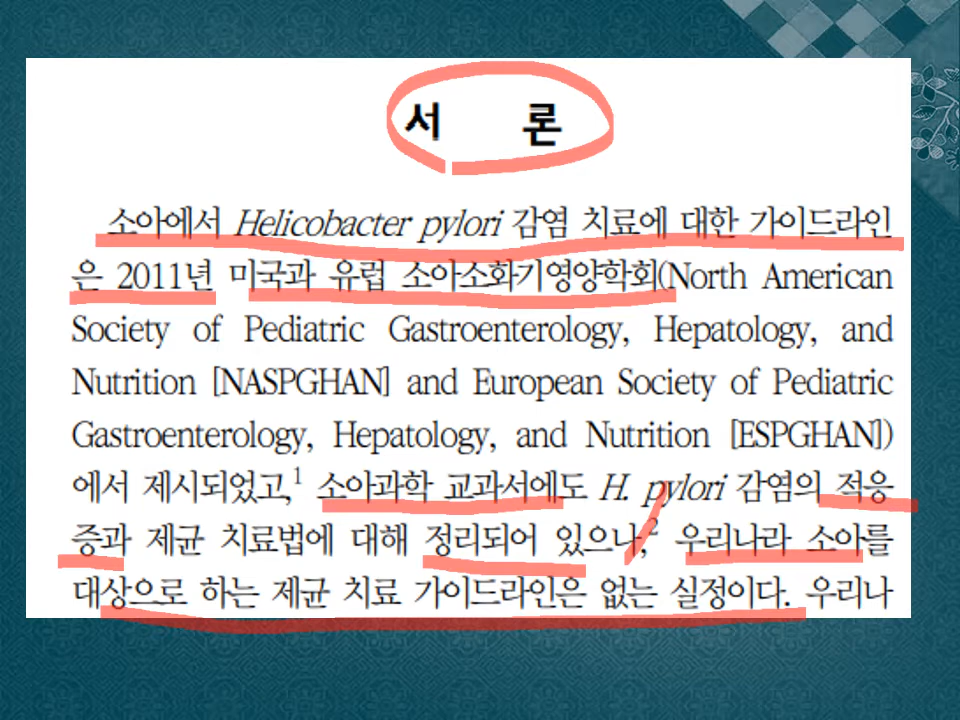 서 론
소아에서 Helicobacter pylori 감염 치료에 대한 가이드라인
은 2011년 미국과 유럽 소아소화기영양학회(North American
Society of Pediatric Gastroenterology, Hepatology, and
Nutrition [NASPGHAN] and European Society of Pediatric
Gastroenterology, Hepatology, and Nutrition [ESPGHAN])
에서 제시되었고,1 소아과학 교과서에도 H. pylori 감염의 적응
증과 제균 치료법에 대해 정리되어 있으나,2 우리나라 소아를
대상으로 하는 제균 치료 가이드라인은 없는 실정이다. 우리나